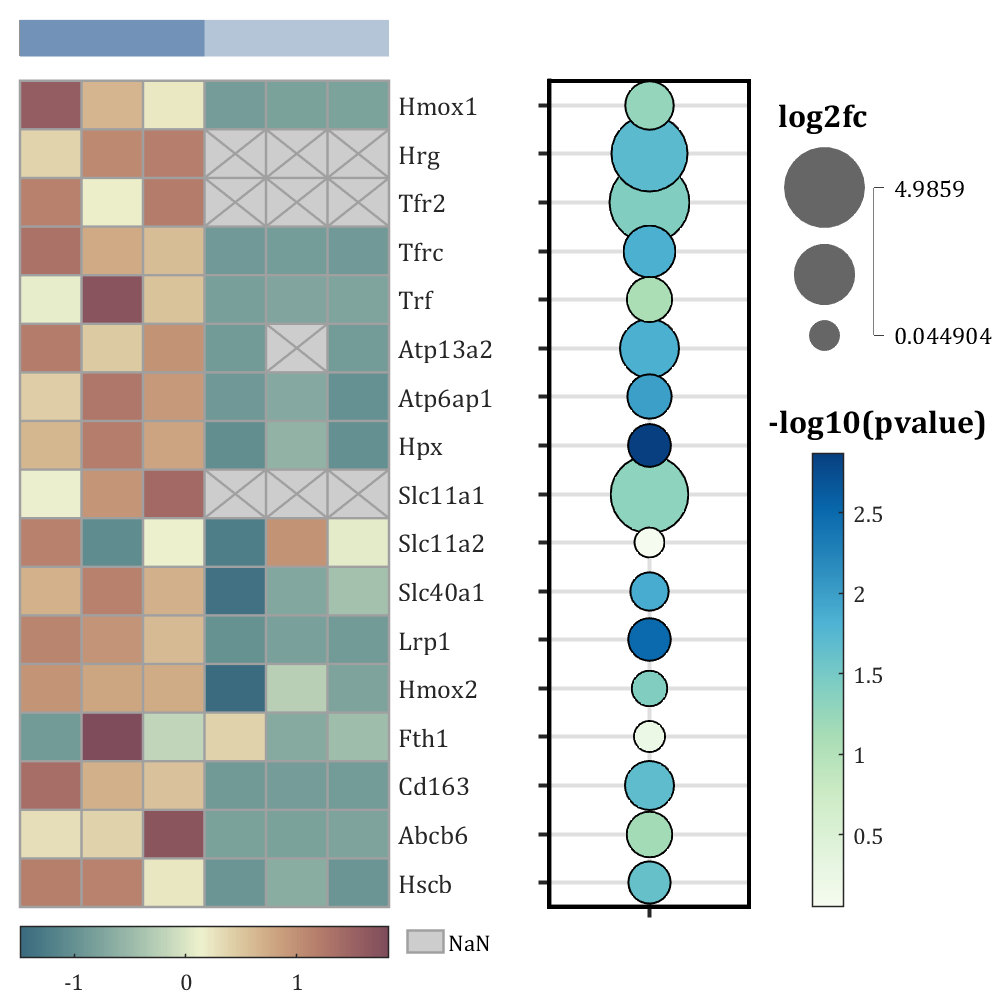 Hmox1
Hrg
Tfr2
Tfrc
Trf
Atp13a2
Atp6ap1
Hpx
Slc11a1
Slc11a2
Slc40a1
Lrp1
Hmox2
Fth1
Cd163
Abcb6
Hscb
-1 0 1
NaN
log2fc
4.9859
0.044904
-log10(pvalue)
2.5
2
1.5
1
0.5